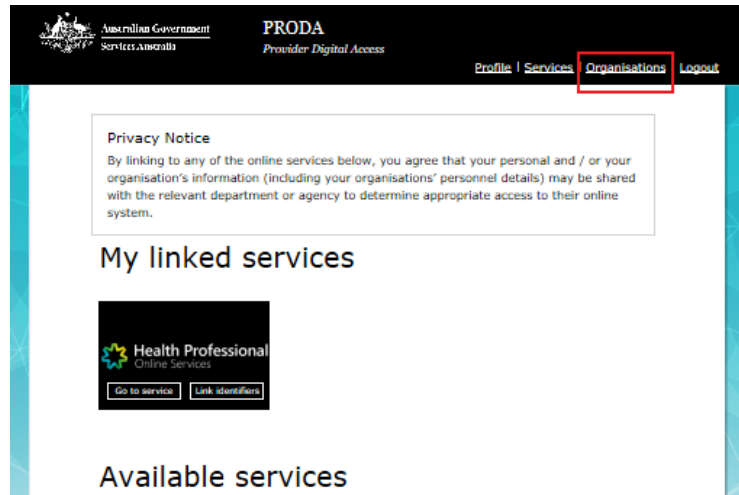 Australian Government
Services Australia
PRODA
Provider Digital Access
Profile | Services | Organisations | Logout
Privacy Notice
By linking to any of the online services below, you agree that your personal and / or your
organisation's information (including your organisations' personnel details) may be shared
with the relevant department or agency to determine appropriate access to their online
system.
My linked services
Health Professional
Online Services
Go to service
Link identifiers
Available services